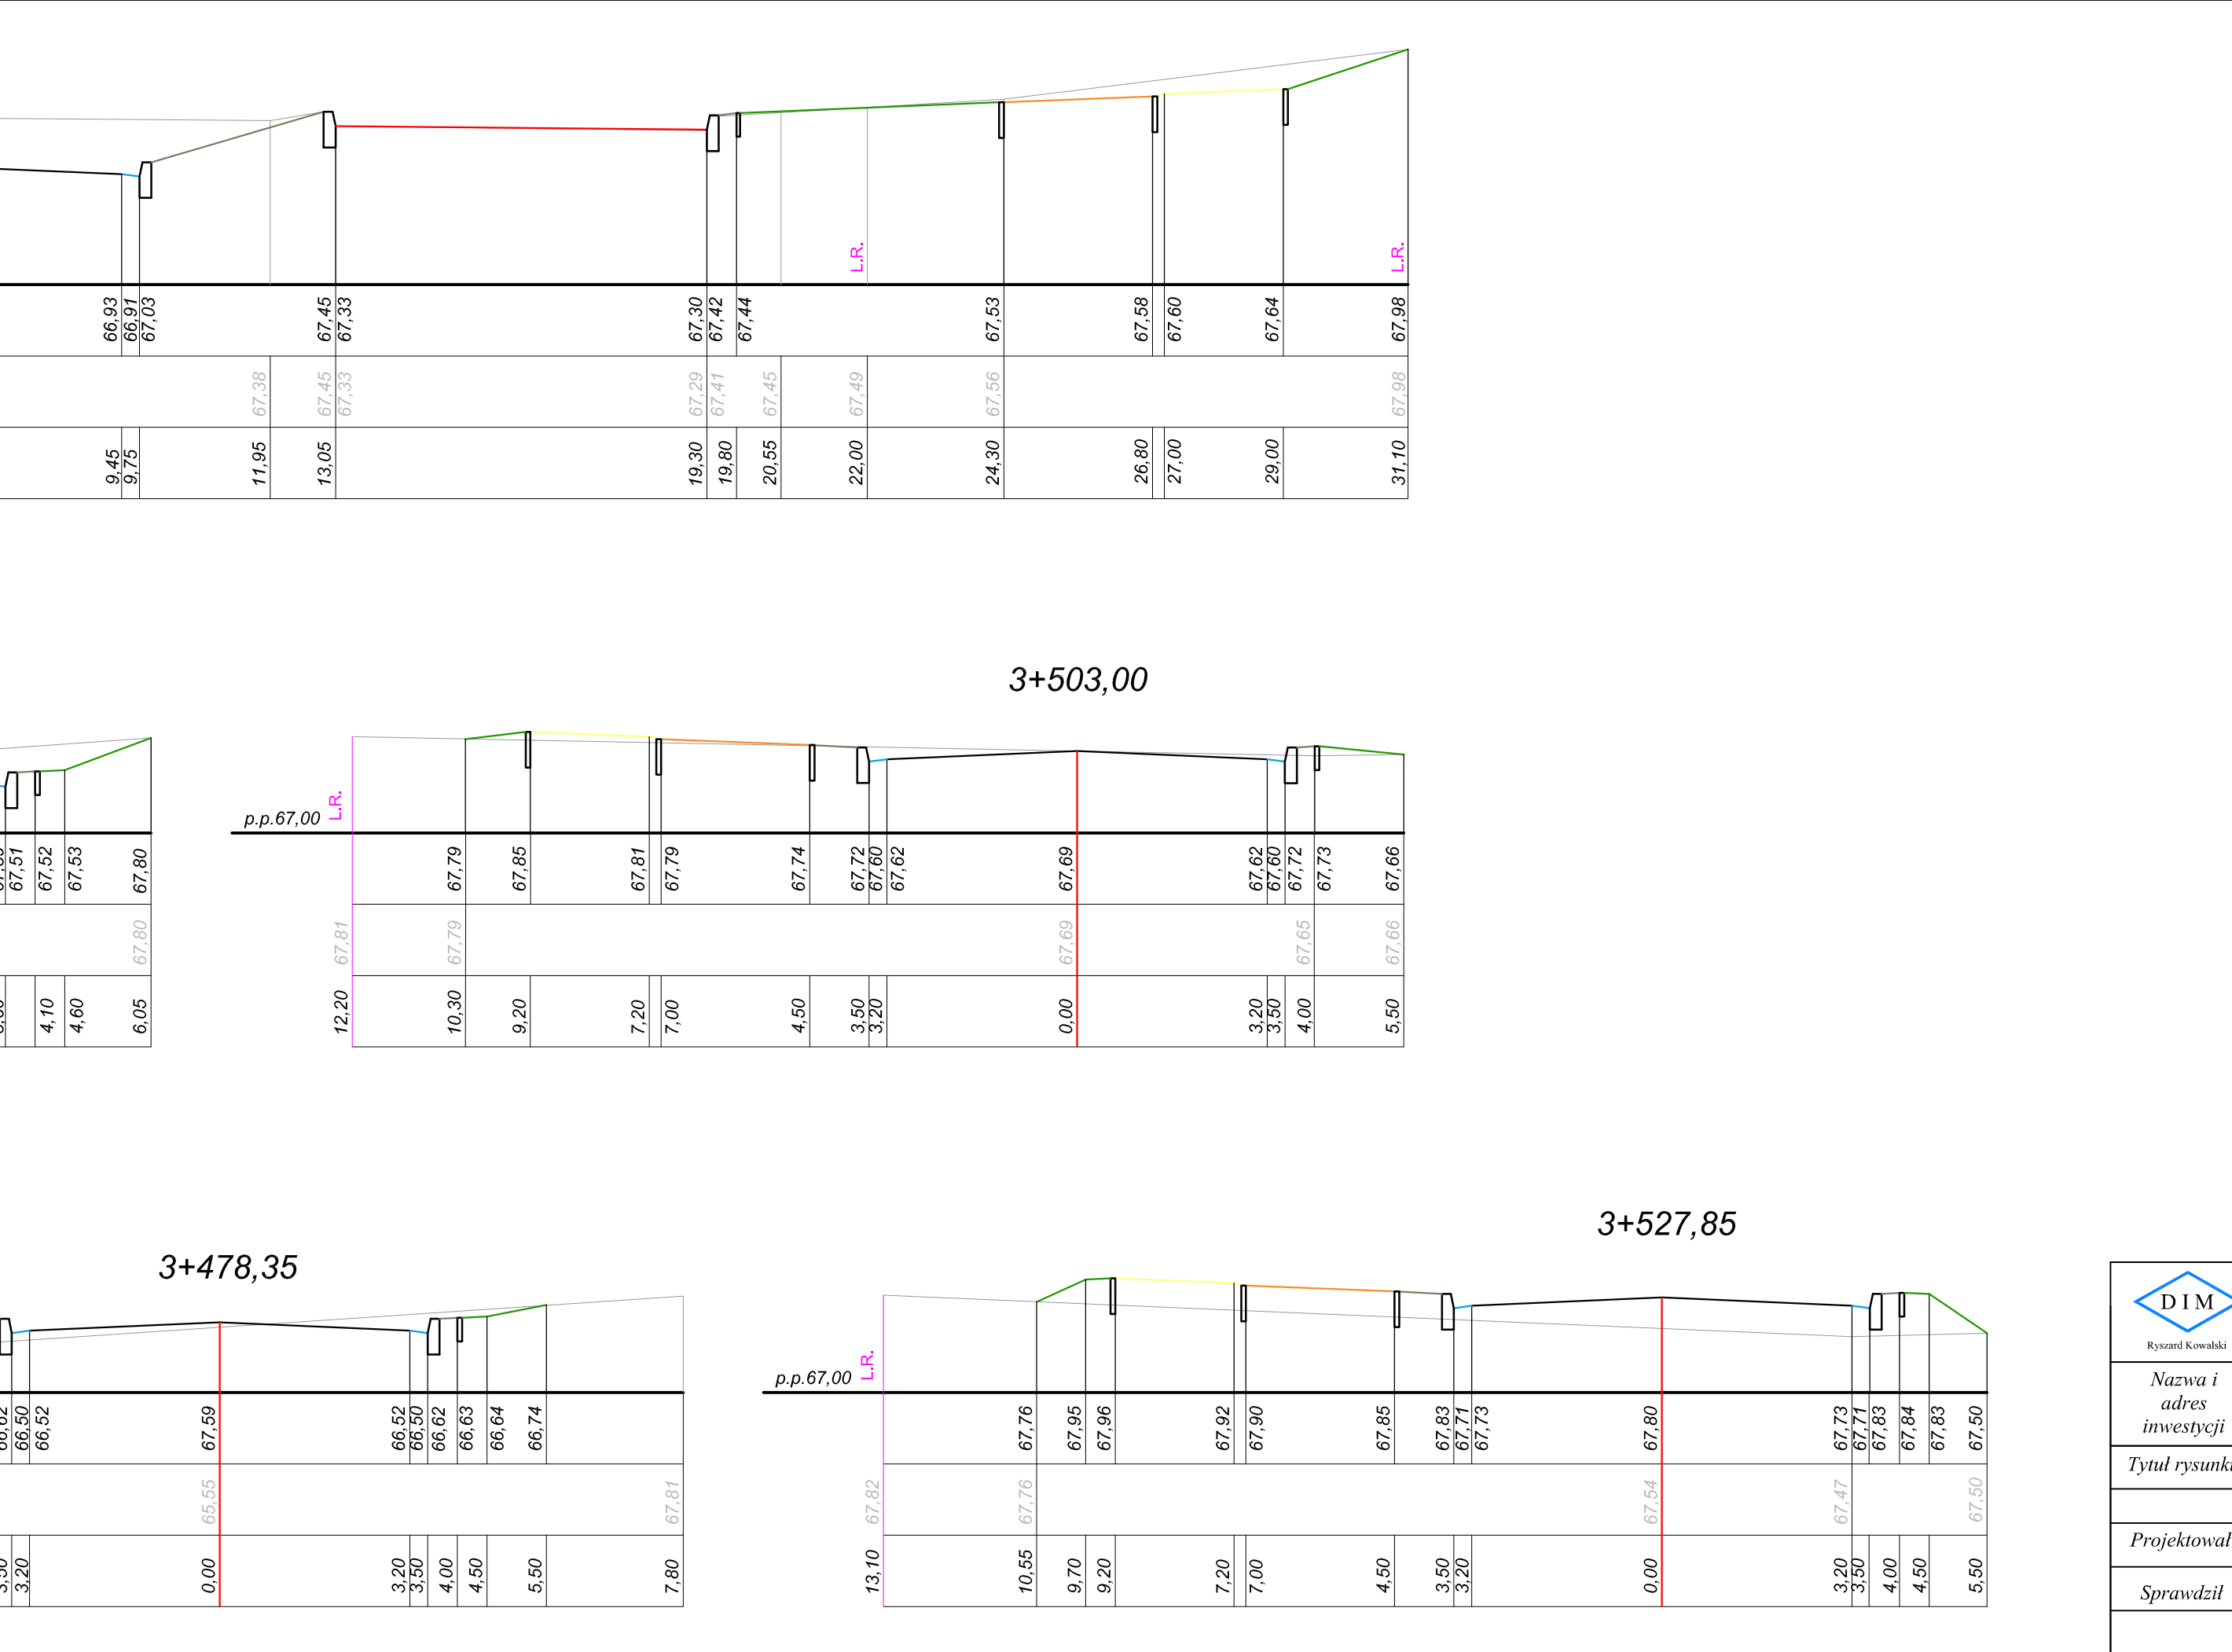 L.R. L.R.
66,93 66,91 67,03 67,45 67,33 67,30 67,42 67,44 67,53 67,58 67,60 67,64 67,98
67,38 67,45 67,33 67,29 67,41 67,45 67,49 67,56 67,98
9,45 9,75 11,95 13,05 19,30 19,80 20,55 22,00 24,30 26,80 27,00 29,00 31,10
67,51 67,52 67,53 67,80
67,80
4,10 4,60 6,05
3+503,00
L.R.
p.p.67,00
67,79 67,85 67,81 67,79 67,74 67,72 67,60 67,62 67,69 67,62 67,60 67,72 67,73 67,66
67,81 67,79 67,69 67,65 67,66
12,20 10,30 9,20 7,20 7,00 4,50 3,50 3,20 0,00 3,20 3,50 4,00 5,50
3+478,35
66,62 66,50 66,52 67,59 66,52 66,50 66,62 66,63 66,64 66,74
65,55 67,81
3,50 3,20 0,00 3,20 3,50 4,00 4,50 5,50 7,80
3+527,85
L.R.
p.p.67,00
67,76 67,95 67,96 67,92 67,90 67,85 67,83 67,71 67,73 67,80 67,73 67,71 67,83 67,84 67,83 67,50
67,82 67,76 67,54 67,47 67,50
13,10 10,55 9,70 9,20 7,20 7,00 4,50 3,50 3,20 0,00 3,20 3,50 4,00 4,50 5,50
DIM
Ryszard Kowalski
Nazwa i
adres
inwestycji
Tytuł rysunku
Projektował
Sprawdził